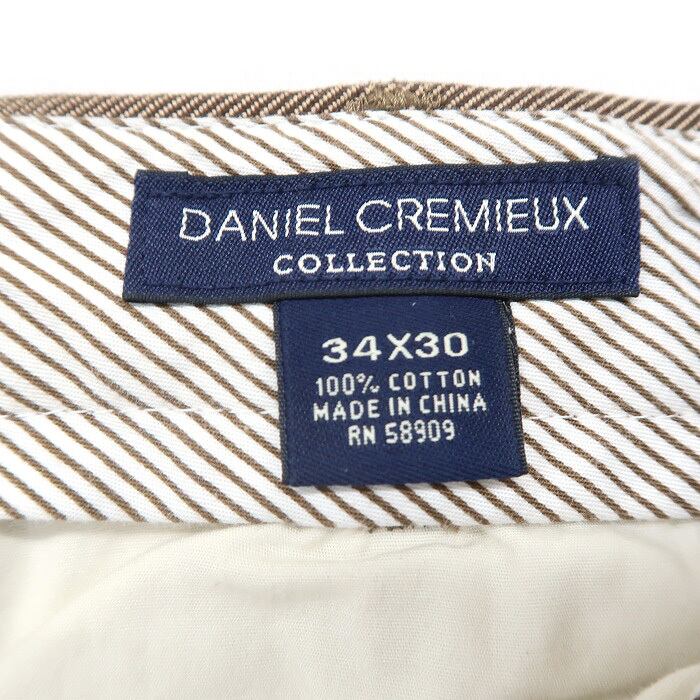 DANIEL CREMIEUX
COLLECTION
34X30
100% COTTON
MADE IN CHINA
RN 58909